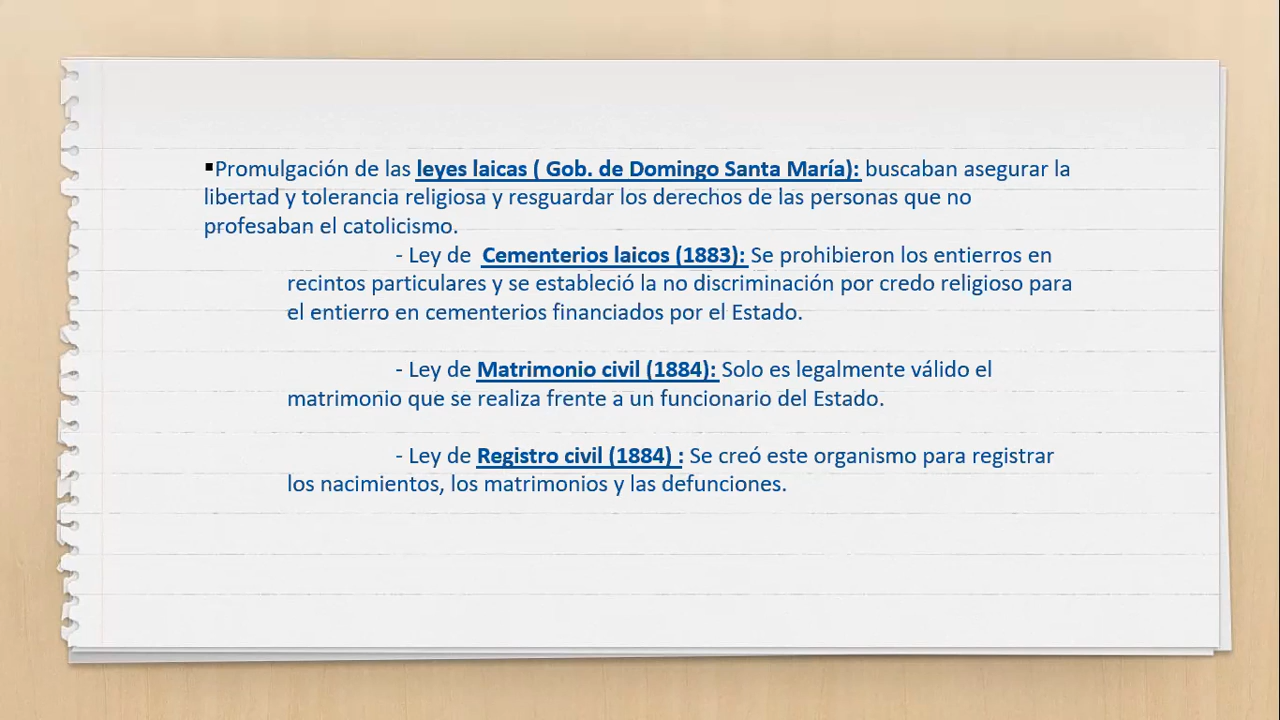 ▪Promulgación de las leyes laicas ( Gob. de Domingo Santa María): buscaban asegurar la
libertad y tolerancia religiosa y resguardar los derechos de las personas que no
profesaban el catolicismo.
- Ley de Cementerios laicos (1883): Se prohibieron los entierros en
recintos particulares y se estableció la no discriminación por credo religioso para
el entierro en cementerios financiados por el Estado.
- Ley de Matrimonio civil (1884): Solo es legalmente válido el
matrimonio que se realiza frente a un funcionario del Estado.
- Ley de Registro civil (1884) : Se creó este organismo para registrar
los nacimientos, los matrimonios y las defunciones.